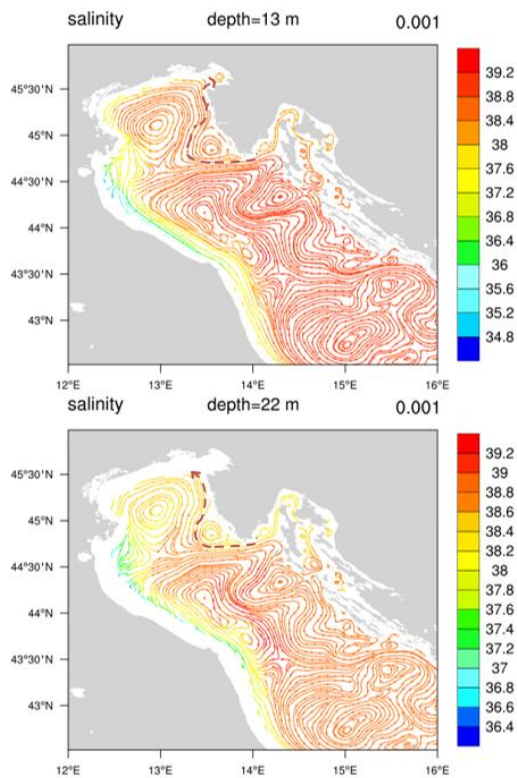 salinity depth=13 m 0.001
45°30'N
45°N
44°30'N
44°N
43°30'N
43°N
12°E 13°E 14°E 15°E 16°E
39.2
38.8
38.4
38
37.6
37.2
36.8
36.4
36
35.6
35.2
34.8
salinity depth=22 m 0.001
45°30'N
45°N
44°30'N
44°N
43°30'N
43°N
12°E 13°E 14°E 15°E 16°E
39.2
39
38.8
38.6
38.4
38.2
38
37.8
37.6
37.4
37.2
37
36.8
36.6
36.4